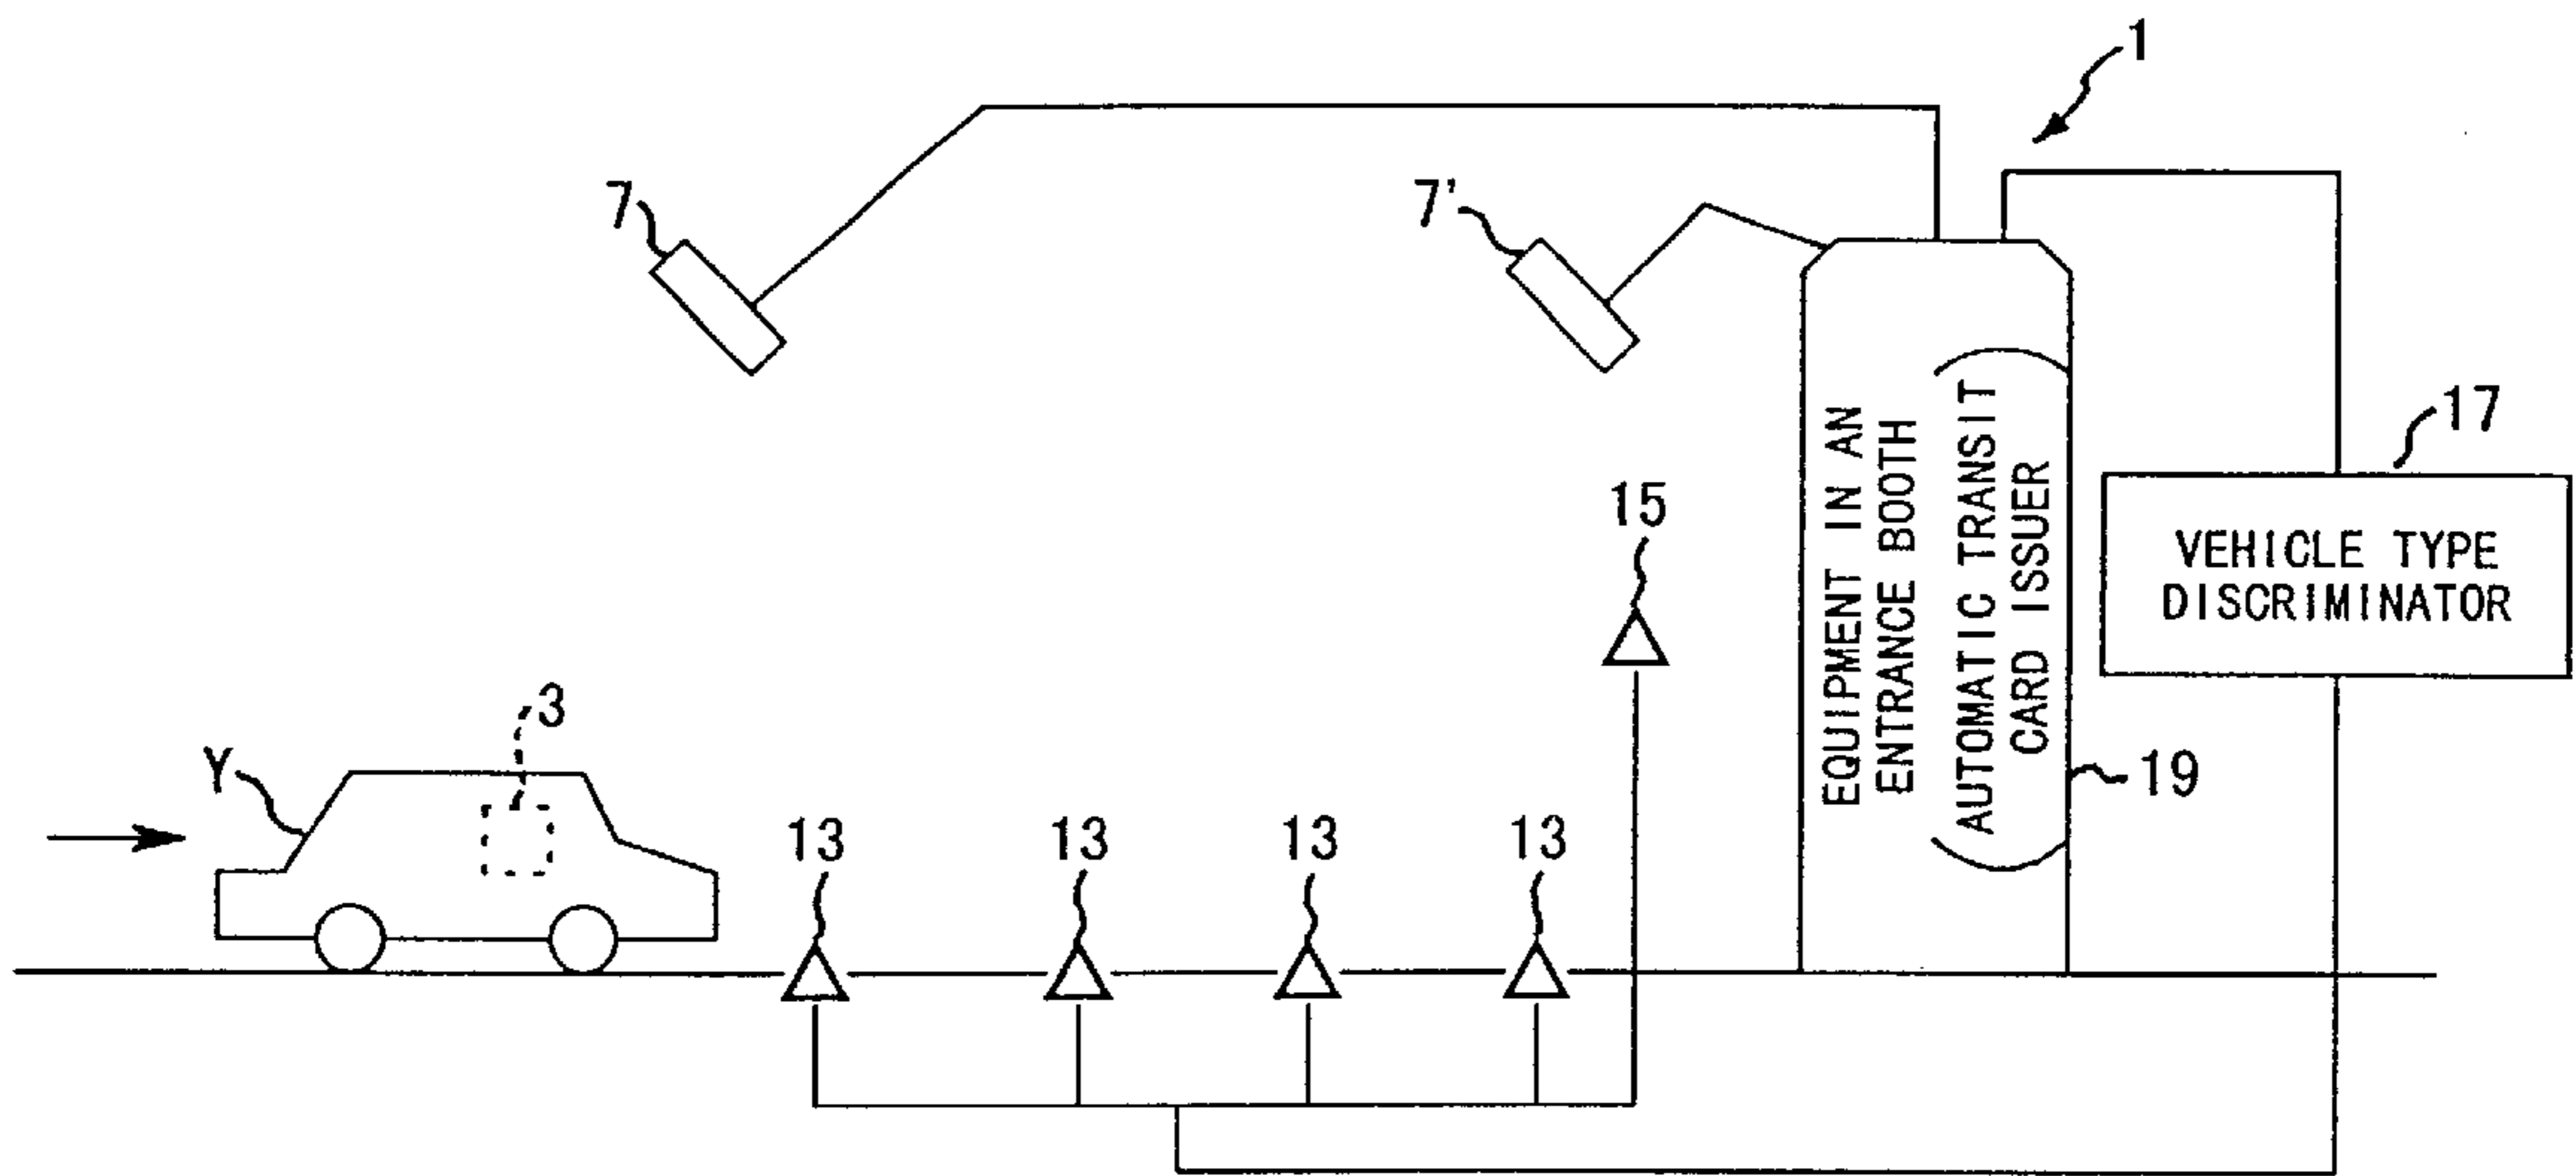 1
7
7'
17
15
EQUIPMENT IN AN
ENTRANCE BOOTH
AUTOMATIC TRANSIT
CARD ISSUER
VEHICLE TYPE
DISCRIMINATOR
3
Y
19
13
13
13
13